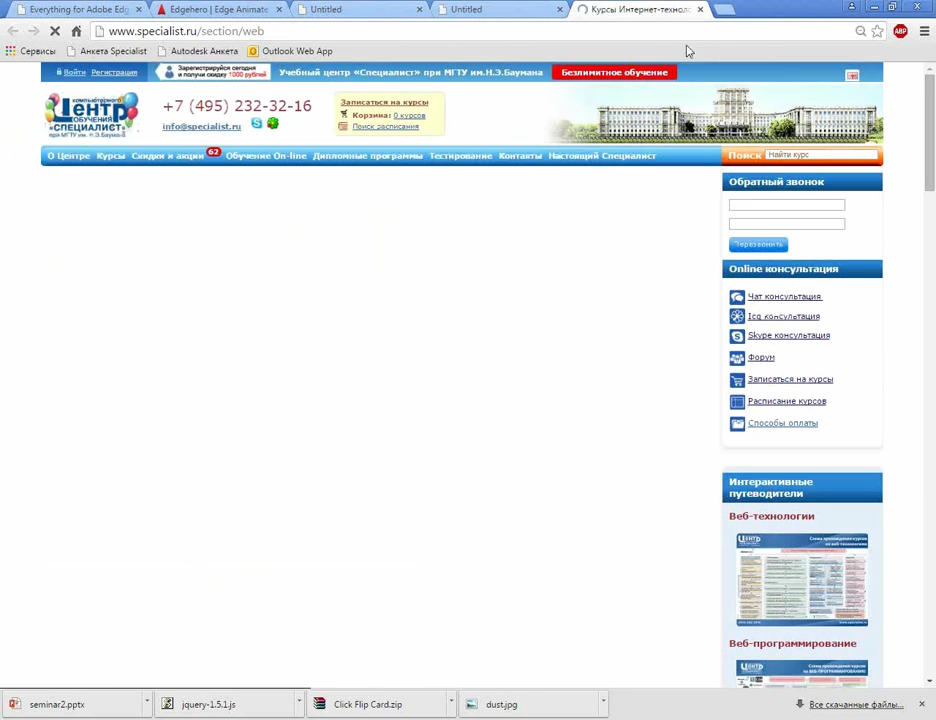 Everything for Adobe Edg
Edgehero | Edge Animate
Untitled
Untitled
Курсы Интернет-технолс
www.specialist.ru/section/web
ABP
Сервисы
Анкета Specialist
Autodesk Анкета
Outlook Web App
Войти
Регистрация
Зарегистрируйся сегодня
и получи скидку 1000 рублей
Учебный центр «Специалист» при МГТУ им.Н.Э.Баумана
Безлимитное обучение
компьютерного
Центр
ОБУЧЕНИЯ
«СПЕЦИАЛИСТ»
+7 (495) 232-32-16
info@specialist.ru
Записаться на курсы
Корзина: 0 курсов
Поиск расписания
О Центре
Курсы
Скидки и акции
62
Обучение On-line
Дипломные программы
Тестирование
Контакты
Настоящий Специалист
Поиск
Найти курс
Обратный звонок
Перезвонить
Online консультация
Чат консультация
Icq консультация
Skype консультация
Форум
Записаться на курсы
Расписание курсов
Способы оплаты
Интерактивные
путеводители
Веб-технологии
Веб-программирование
seminar2.pptx
jquery-1.5.1.js
Click Flip Card.zip
dust.jpg
Все скачанные файлы...